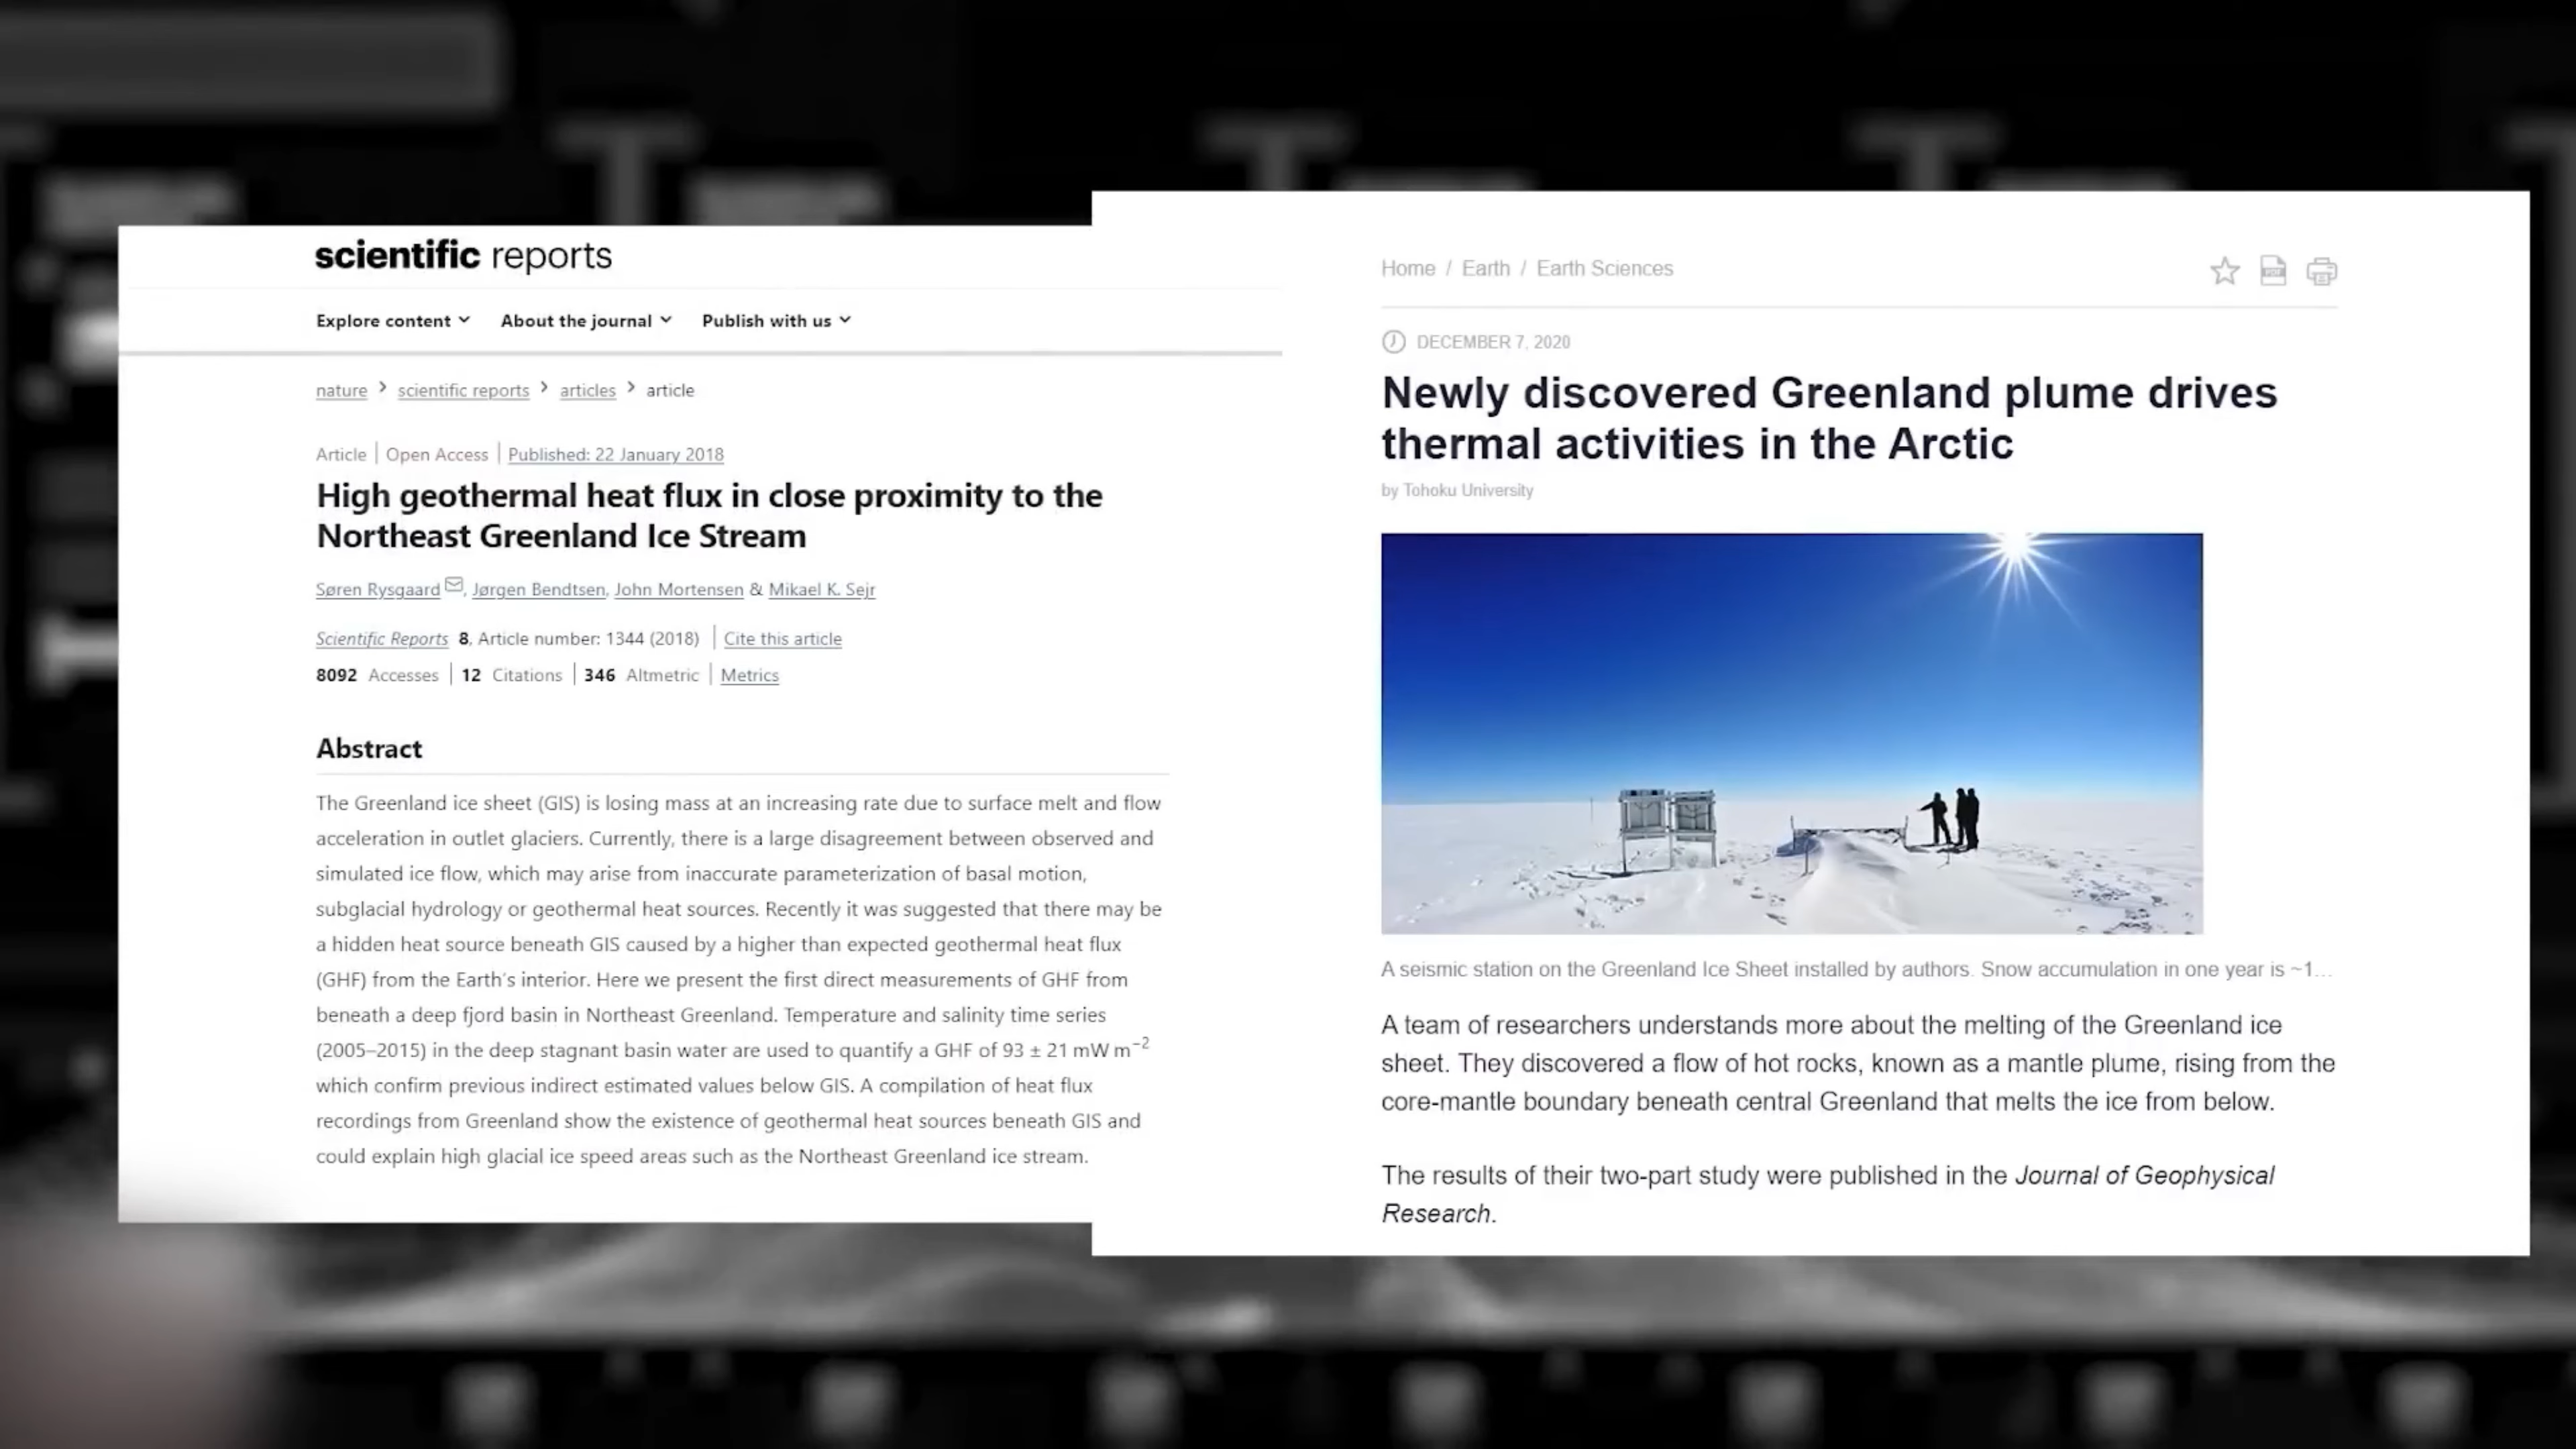 scientific reports
Explore content About the journal Publish with us
nature > scientific reports > articles > article
Article | Open Access | Published: 22 January 2018
High geothermal heat flux in close proximity to the
Northeast Greenland Ice Stream
Søren Rysgaard, Jørgen Bendtsen, John Mortensen & Mikael K. Sejr
Scientific Reports 8, Article number: 1344 (2018) | Cite this article
8092 Accesses | 12 Citations | 346 Altmetric | Metrics
Abstract
The Greenland ice sheet (GIS) is losing mass at an increasing rate due to surface melt and flow
acceleration in outlet glaciers. Currently, there is a large disagreement between observed and
simulated ice flow, which may arise from inaccurate parameterization of basal motion,
subglacial hydrology or geothermal heat sources. Recently it was suggested that there may be
a hidden heat source beneath GIS caused by a higher than expected geothermal heat flux
(GHF) from the Earth's interior. Here we present the first direct measurements of GHF from
beneath a deep fjord basin in Northeast Greenland. Temperature and salinity time series
(2005–2015) in the deep stagnant basin water are used to quantify a GHF of 93 ± 21 mW m⁻²
which confirm previous indirect estimated values below GIS. A compilation of heat flux
recordings from Greenland show the existence of geothermal heat sources beneath GIS and
could explain high glacial ice speed areas such as the Northeast Greenland ice stream.
Home / Earth / Earth Sciences
PDF
DECEMBER 7, 2020
Newly discovered Greenland plume drives
thermal activities in the Arctic
by Tohoku University
A seismic station on the Greenland Ice Sheet installed by authors. Snow accumulation in one year is ~1...
A team of researchers understands more about the melting of the Greenland ice
sheet. They discovered a flow of hot rocks, known as a mantle plume, rising from the
core-mantle boundary beneath central Greenland that melts the ice from below.
The results of their two-part study were published in the Journal of Geophysical
Research.